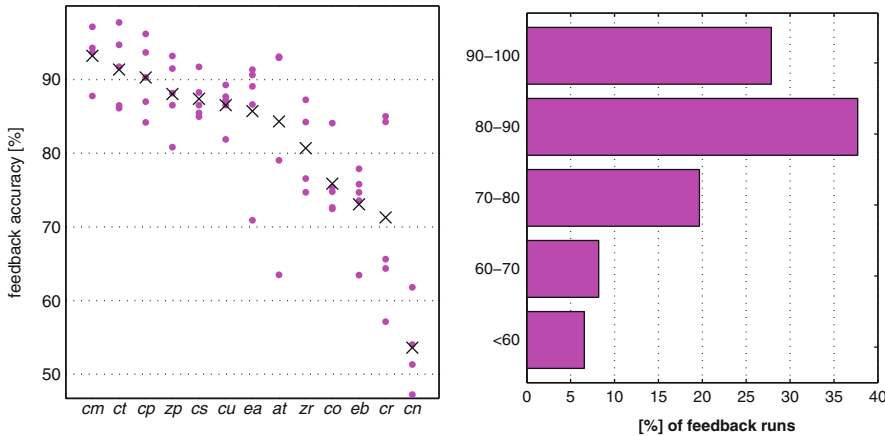 feedback accuracy [%]
90
80
70
60
50
cm ct cp zp cs cu ea at zr co eb cr cn
90–100
80–90
70–80
60–70
<60
0 5 10 15 20 25 30 35 40
[%] of feedback runs